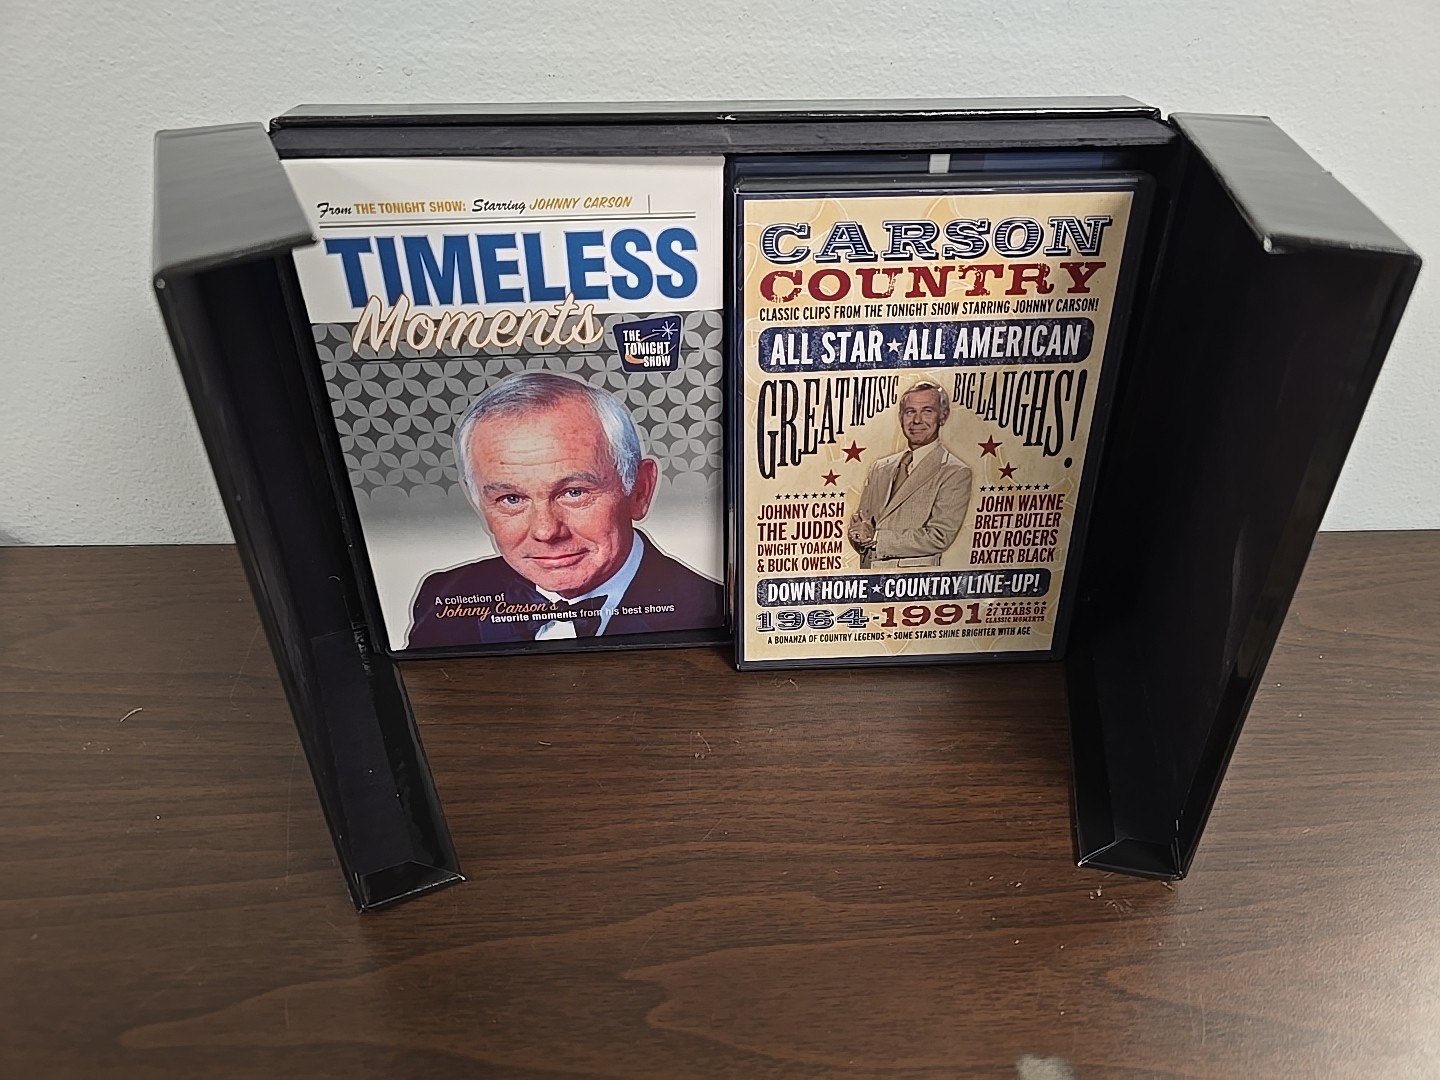 From THE TONIGHT SHOW: Starring JOHNNY CARSON
TIMELESS
Moments
THE
TONIGHT
SHOW
A collection of
Johnny Carson's
favorite moments from his best shows
CARSON
COUNTRY
CLASSIC CLIPS FROM THE TONIGHT SHOW STARRING JOHNNY CARSON!
ALL STAR ★ ALL AMERICAN
GREAT MUSIC BIG LAUGHS!
JOHNNY CASH
THE JUDDS
DWIGHT YOAKAM
& BUCK OWENS
JOHN WAYNE
BRETT BUTLER
ROY ROGERS
BAXTER BLACK
DOWN HOME ★ COUNTRY LINE-UP!
1964-1991 27 YEARS OF
CLASSIC MOMENTS
A BONANZA OF COUNTRY LEGENDS ★ SOME STARS SHINE BRIGHTER WITH AGE